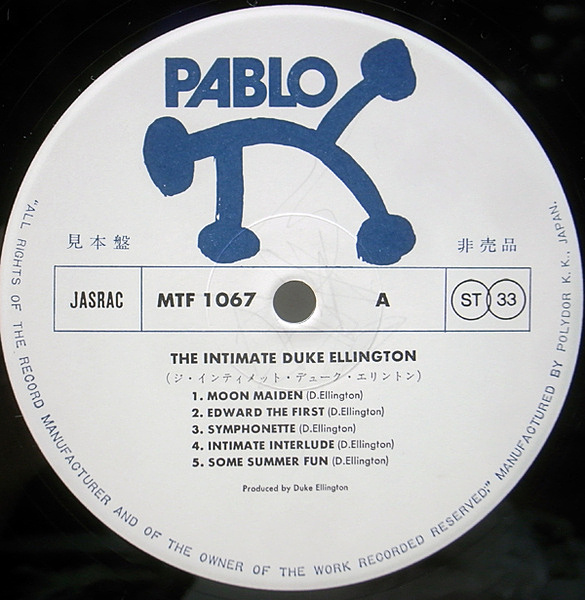 PABLO
見本盤
非売品
JASRAC
MTF 1067
A
ST 33
THE INTIMATE DUKE ELLINGTON
(ジ・インティメット・デューク・エリントン)
1. MOON MAIDEN (D.Ellington)
2. EDWARD THE FIRST (D.Ellington)
3. SYMPHONETTE (D.Ellington)
4. INTIMATE INTERLUDE (D.Ellington)
5. SOME SUMMER FUN (D.Ellington)
Produced by Duke Ellington
"ALL RIGHTS OF THE RECORD MANUFACTURER AND OF THE OWNER OF THE WORK RECORDED RESERVED." MANUFACTURED BY POLYDOR K. K., JAPAN.